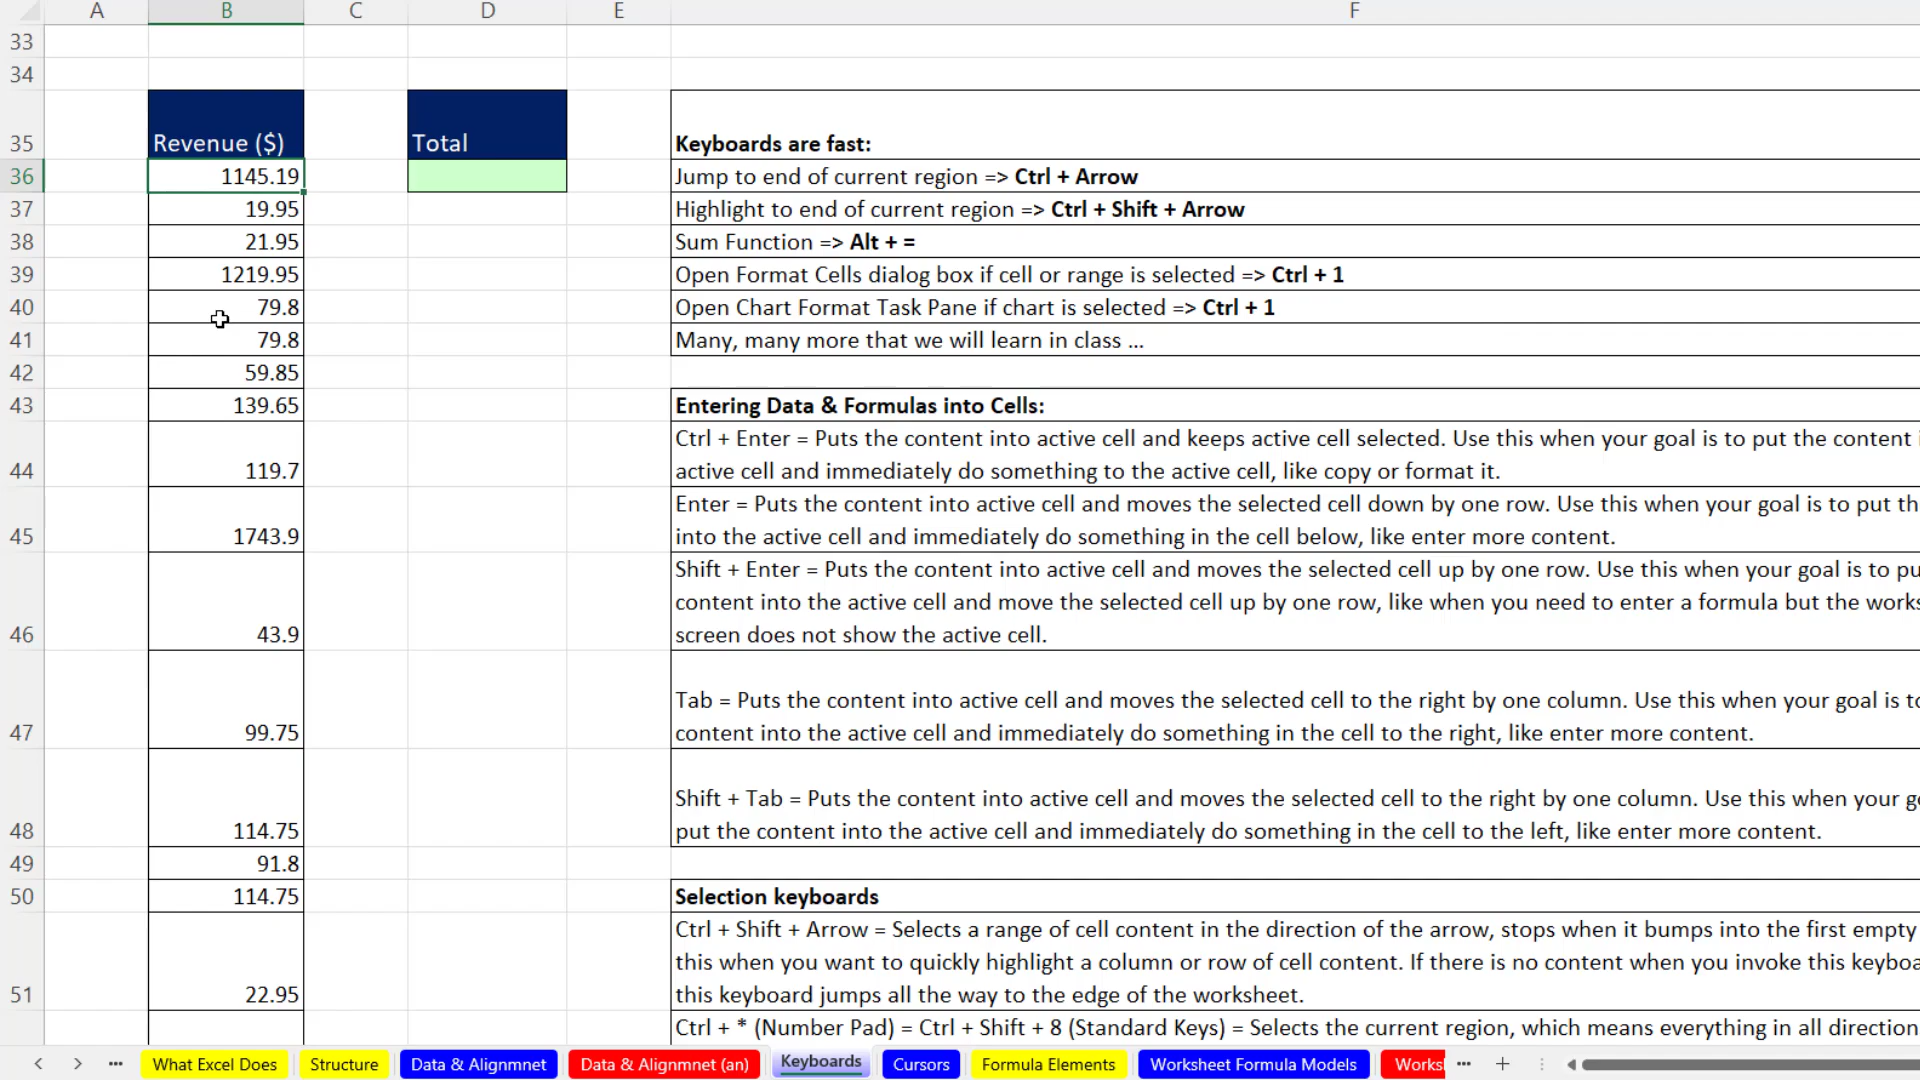 A B C D E F
33
34
35 Revenue ($) Total Keyboards are fast:
36 1145.19 Jump to end of current region => Ctrl + Arrow
37 19.95 Highlight to end of current region => Ctrl + Shift + Arrow
38 21.95 Sum Function => Alt + =
39 1219.95 Open Format Cells dialog box if cell or range is selected => Ctrl + 1
40 79.8 Open Chart Format Task Pane if chart is selected => Ctrl + 1
41 79.8 Many, many more that we will learn in class ...
42 59.85
43 139.65 Entering Data & Formulas into Cells:
Ctrl + Enter = Puts the content into active cell and keeps active cell selected. Use this when your goal is to put the content
44 119.7 active cell and immediately do something to the active cell, like copy or format it.
Enter = Puts the content into active cell and moves the selected cell down by one row. Use this when your goal is to put
45 1743.9 into the active cell and immediately do something in the cell below, like enter more content.
Shift + Enter = Puts the content into active cell and moves the selected cell up by one row. Use this when your goal is to
content into the active cell and move the selected cell up by one row, like when you need to enter a formula but the
46 43.9 screen does not show the active cell.
Tab = Puts the content into active cell and moves the selected cell to the right by one column. Use this when your goal is
47 99.75 content into the active cell and immediately do something in the cell to the right, like enter more content.
Shift + Tab = Puts the content into active cell and moves the selected cell to the right by one column. Use this when your
48 114.75 put the content into the active cell and immediately do something in the cell to the left, like enter more content.
49 91.8
50 114.75 Selection keyboards
Ctrl + Shift + Arrow = Selects a range of cell content in the direction of the arrow, stops when it bumps into the first empty
this when you want to quickly highlight a column or row of cell content. If there is no content when you invoke this
51 22.95 this keyboard jumps all the way to the edge of the worksheet.
Ctrl + * (Number Pad) = Ctrl + Shift + 8 (Standard Keys) = Selects the current region, which means everything in all direction
What Excel Does Structure Data & Alignmnet Data & Alignmnet (an) Keyboards Cursors Formula Elements Worksheet Formula Models